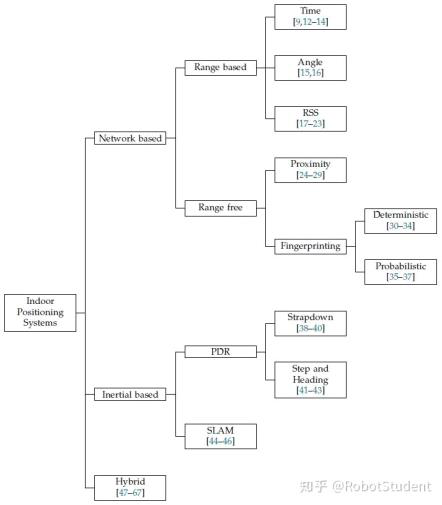 Time
[9,12–14]
Range based
Angle
[15,16]
RSS
[17–23]
Network based
Proximity
[24–29]
Range free
Deterministic
[30–34]
Fingerprinting
Probabilistic
[35–37]
Indoor
Positioning
Systems
Strapdown
[38–40]
PDR
Step and
Heading
[41–43]
Inertial based
SLAM
[44–46]
Hybrid
[47–67]
知乎 @RobotStudent